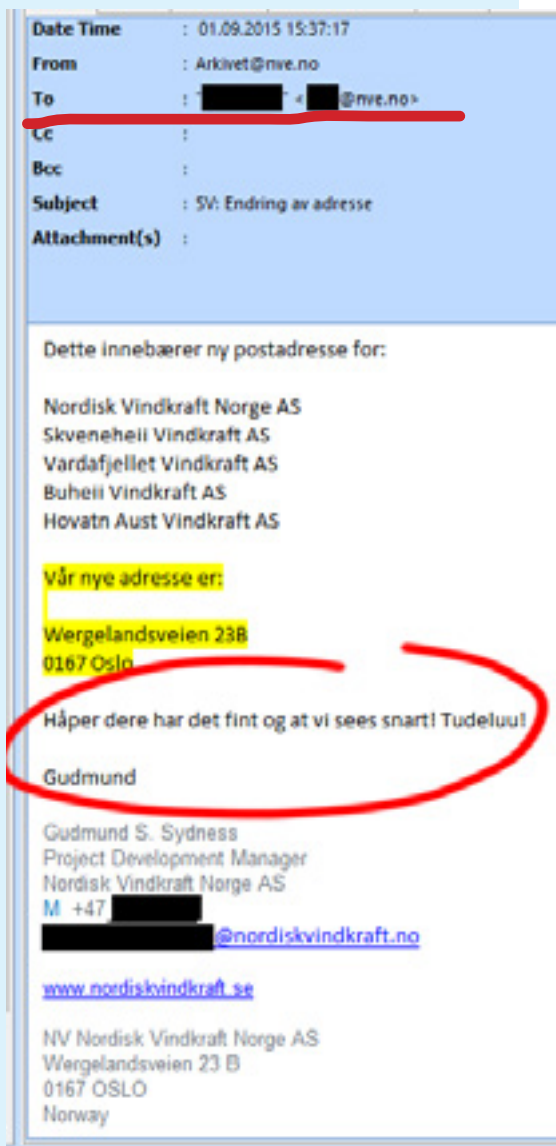 Date Time : 01.09.2015 15:37:17
From : Arkivet@nve.no
To : " " < @nve.no>
Cc :
Bcc :
Subject : SV: Endring av adresse
Attachment(s) :
Dette innebærer ny postadresse for:
Nordisk Vindkraft Norge AS
Skveneheii Vindkraft AS
Vardafjellet Vindkraft AS
Buheii Vindkraft AS
Hovatn Aust Vindkraft AS
Vår nye adresse er:
Wergelandsveien 23B
0167 Oslo
Håper dere har det fint og at vi sees snart! Tudeluu!
Gudmund
Gudmund S. Sydness
Project Development Manager
Nordisk Vindkraft Norge AS
M +47
@nordiskvindkraft.no
www.nordiskvindkraft.se
NV Nordisk Vindkraft Norge AS
Wergelandsveien 23 B
0167 OSLO
Norway